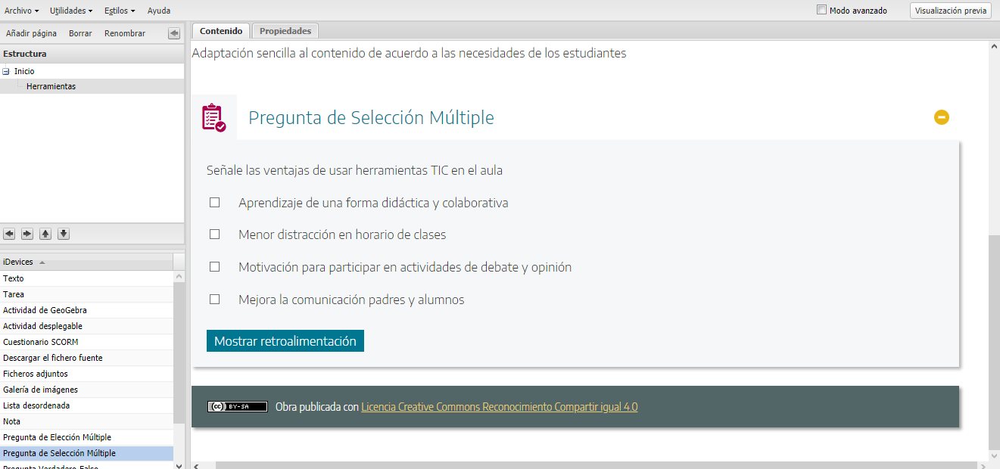 Archivo Utilidades Estilos Ayuda Modo avanzado Visualización previa
Añadir página Borrar Renombrar
Estructura
Inicio
Herramientas
iDevices
Texto
Tarea
Actividad de GeoGebra
Actividad desplegable
Cuestionario SCORM
Descargar el fichero fuente
Ficheros adjuntos
Galería de imágenes
Lista desordenada
Nota
Pregunta de Elección Múltiple
Pregunta de Selección Múltiple
Pregunta Verdadero-Falso
Contenido Propiedades
Adaptación sencilla al contenido de acuerdo a las necesidades de los estudiantes
Pregunta de Selección Múltiple
Señale las ventajas de usar herramientas TIC en el aula
Aprendizaje de una forma didáctica y colaborativa
Menor distracción en horario de clases
Motivación para participar en actividades de debate y opinión
Mejora la comunicación padres y alumnos
Mostrar retroalimentación
(cc) BY-SA Obra publicada con Licencia Creative Commons Reconocimiento Compartir igual 4.0